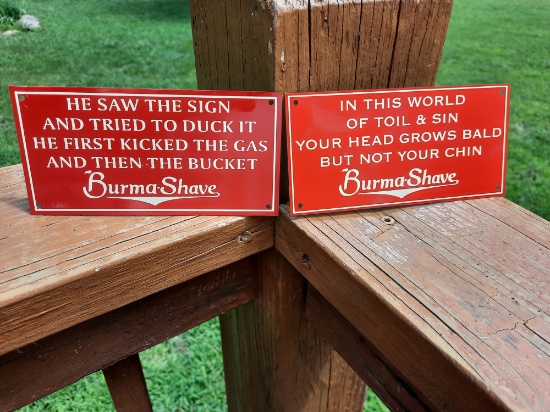 HE SAW THE SIGN
AND TRIED TO DUCK IT
HE FIRST KICKED THE GAS
AND THEN THE BUCKET
Burma-Shave
IN THIS WORLD
OF TOIL & SIN
YOUR HEAD GROWS BALD
BUT NOT YOUR CHIN
Burma-Shave